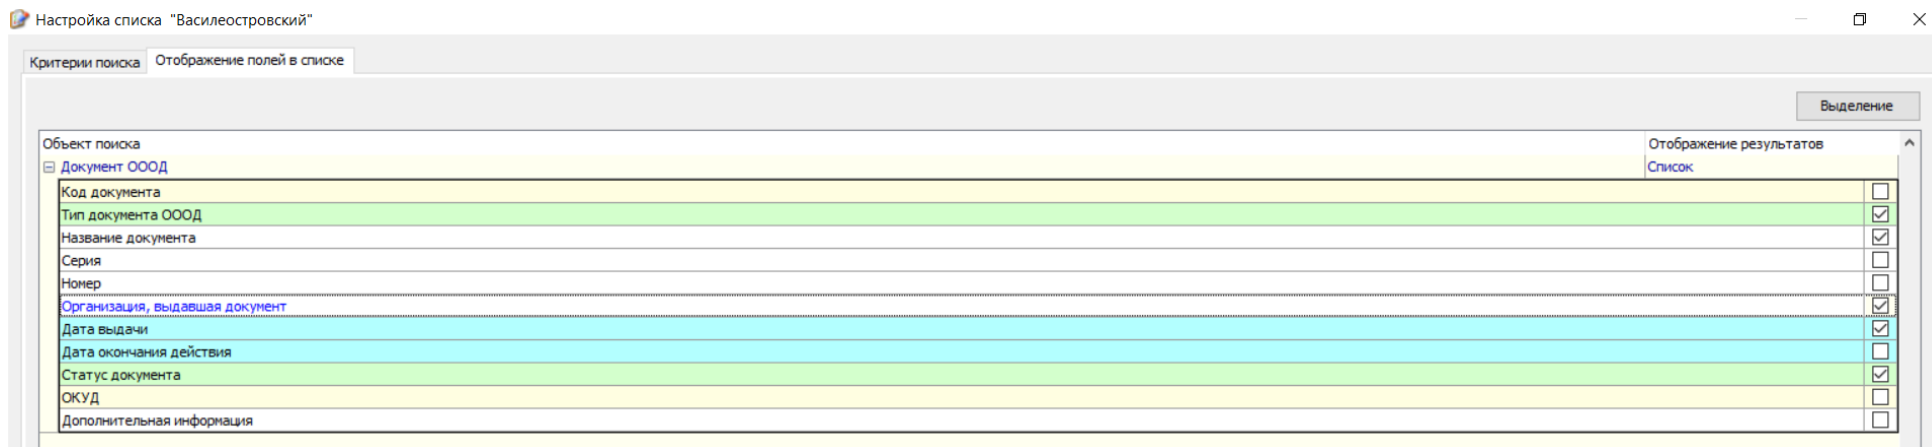 Настройка списка "Василеостровский"
Критерии поиска Отображение полей в списке
Выделение
Объект поиска Отображение результатов
Документ ОООД Список
Код документа
Тип документа ОООД
Название документа
Серия
Номер
Организация, выдавшая документ
Дата выдачи
Дата окончания действия
Статус документа
ОКУД
Дополнительная информация